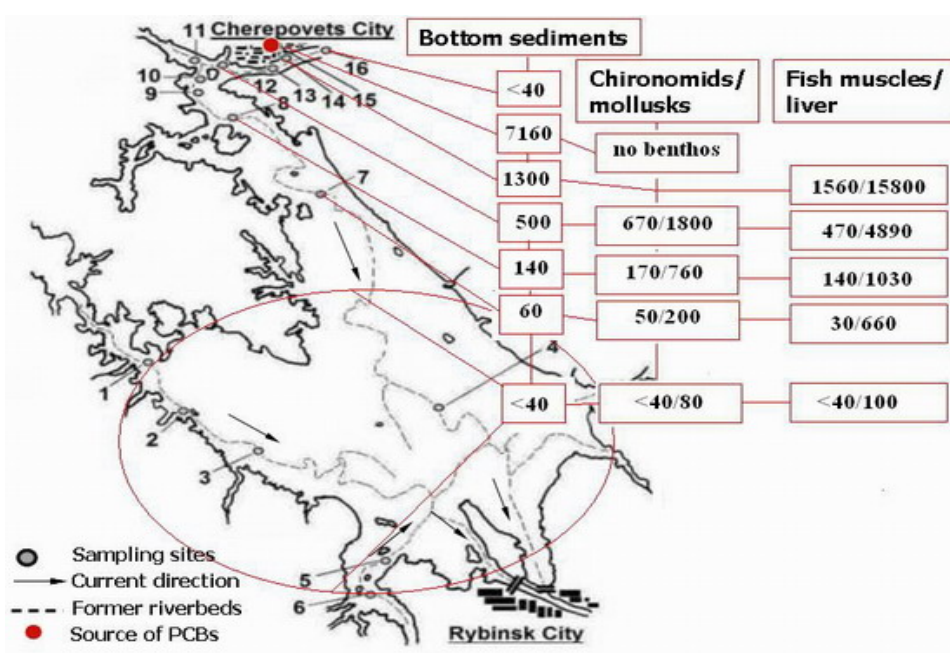 Cherepovets City
Bottom sediments
Chironomids/
mollusks
Fish muscles/
liver
11
10
9
12
13
14
15
16
8
7
<40
7160
no benthos
1300
1560/15800
500
670/1800
470/4890
140
170/760
140/1030
60
50/200
30/660
4
<40
<40/80
<40/100
1
2
3
5
6
Sampling sites
Current direction
Former riverbeds
Source of PCBs
Rybinsk City